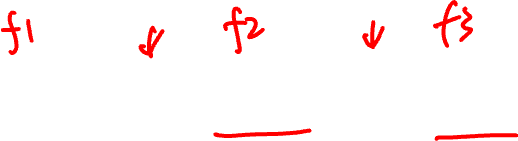 f1 ↓ f2 ↓ f3